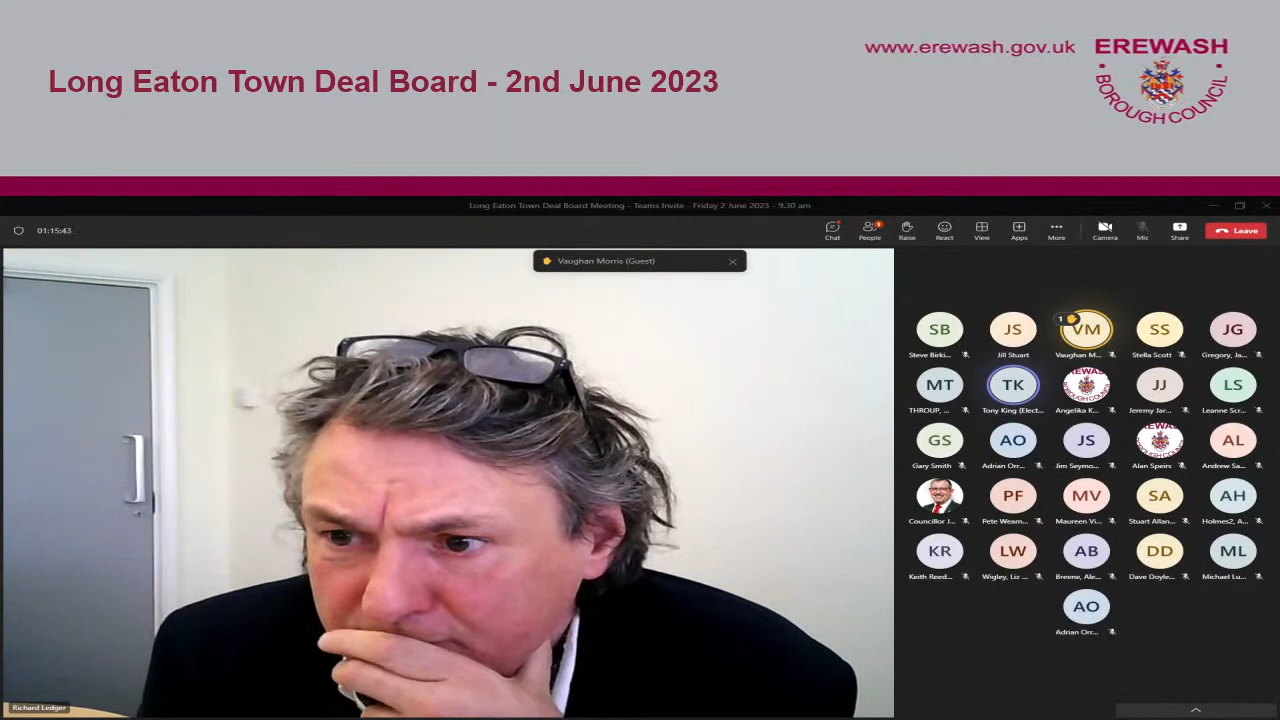 www.erewash.gov.uk
EREWASH
BOROUGH COUNCIL
Long Eaton Town Deal Board - 2nd June 2023
Long Eaton Town Deal Board Meeting - Teams Invite - Friday 2 June 2023 - 9.30 am
01:15:43
Chat
People
1
Raise
React
View
Apps
More
Camera
Mic
Share
Leave
Vaughan Morris (Guest)
SB
JS
1
VM
SS
JG
Steve Birki...
Jill Stuart
Vaughan M...
Stella Scott
Gregory, Ja...
MT
TK
EREWASH
JJ
LS
THROUP, ...
Tony King (Elect...
Angelika K...
Jeremy Jar...
Leanne Scr...
GS
AO
JS
AL
Gary Smith
Adrian Orr...
Jim Seymo...
Alan Speirs
Andrew Sa...
PF
MV
SA
AH
Councillor J...
Pete Wearn...
Maureen Vi...
Stuart Allan...
Holmes2, A...
KR
LW
AB
DD
ML
Keith Reed...
Wigley, Liz ...
Breene, Ale...
Dave Doyle...
Michael Lu...
AO
Adrian Orr...
Richard Ledger